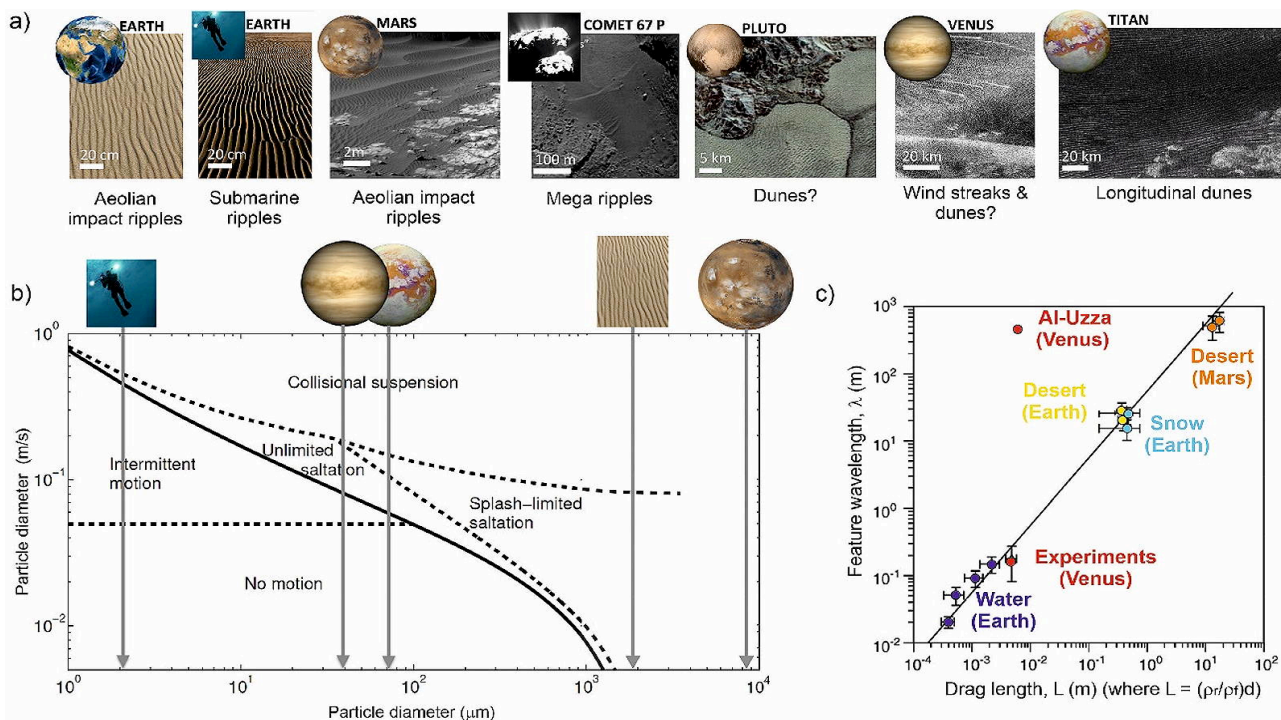 a)
EARTH
EARTH
MARS
COMET 67 P
PLUTO
VENUS
TITAN
20 cm
20 cm
2m
100 m
5 km
20 km
20 km
Aeolian
impact ripples
Submarine
ripples
Aeolian impact
ripples
Mega ripples
Dunes?
Wind streaks &
dunes?
Longitudinal dunes
b)
Particle diameter (m/s)
10⁰
10⁻¹
10⁻²
Collisional suspension
Intermittent
motion
Unlimited
saltation
Splash–limited
saltation
No motion
10⁰
10¹
10²
10³
10⁴
Particle diameter (μm)
c)
Feature wavelength, λ (m)
10³
10²
10¹
10⁰
10⁻¹
10⁻²
Al-Uzza
(Venus)
Desert
(Mars)
Desert
(Earth)
Snow
(Earth)
Experiments
(Venus)
Water
(Earth)
10⁻⁴
10⁻³
10⁻²
10⁻¹
10⁰
10¹
10²
Drag length, L (m) (where L = (ρr/ρf)d)